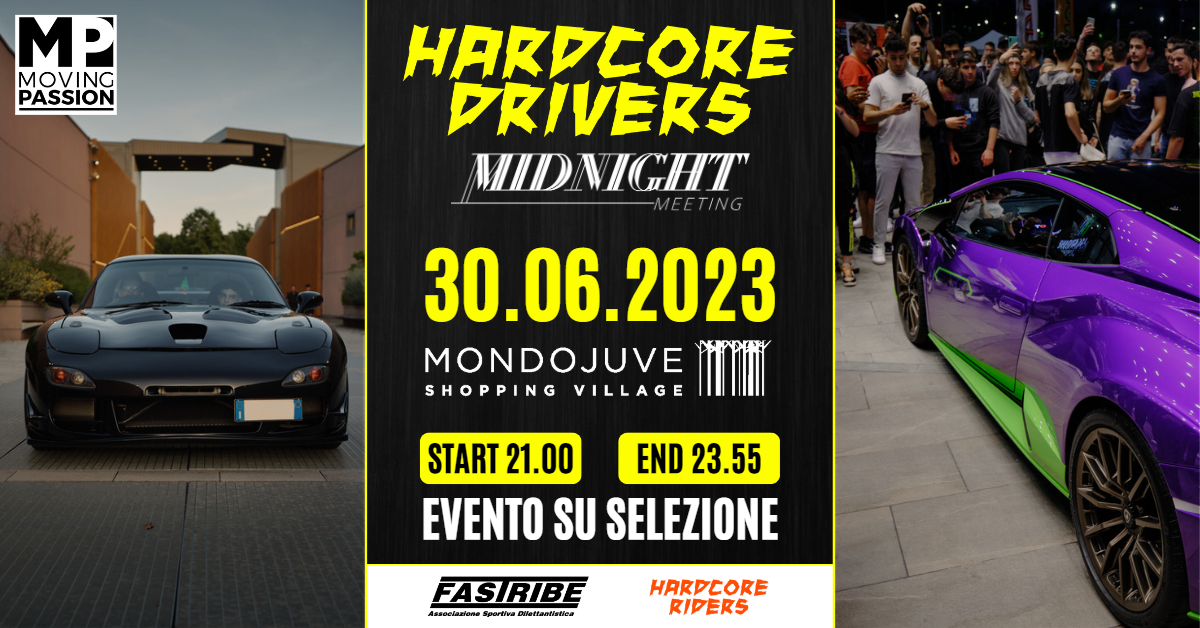 MP
MOVING
PASSION
HARDCORE
DRIVERS
MIDNIGHT
MEETING
30.06.2023
MONDOJUVE
SHOPPING VILLAGE
START 21.00
END 23.55
EVENTO SU SELEZIONE
FASTRIBE
Associazione Sportiva Dilettantistica
HARDCORE
RIDERS